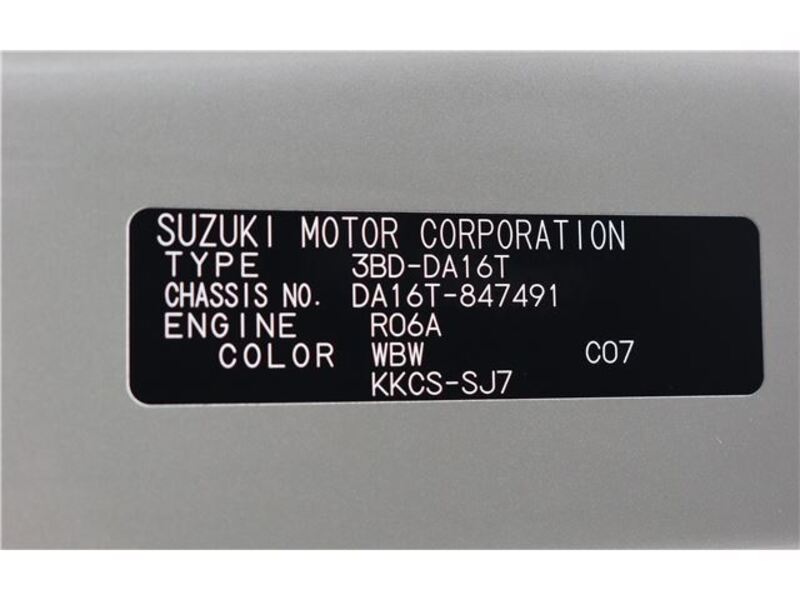 SUZUKI MOTOR CORPORATION
TYPE 3BD-DA16T
CHASSIS NO. DA16T-847491
ENGINE R06A
COLOR WBW C07
KKCS-SJ7